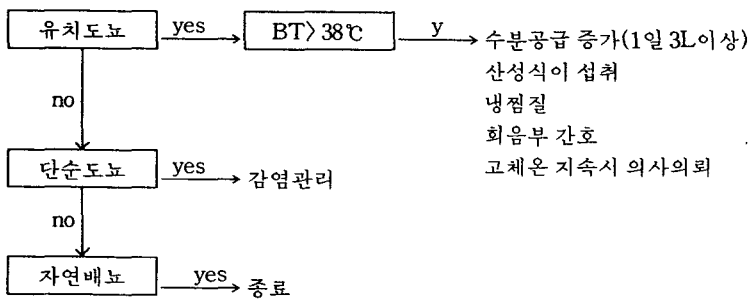 유치도뇨 yes BT〉38℃ y 수분공급 증가(1일 3L이상)
산성식이 섭취
냉찜질
no
회음부 간호
고체온 지속시 의사의뢰
단순도뇨 yes 감염관리
no
자연배뇨 yes 종료